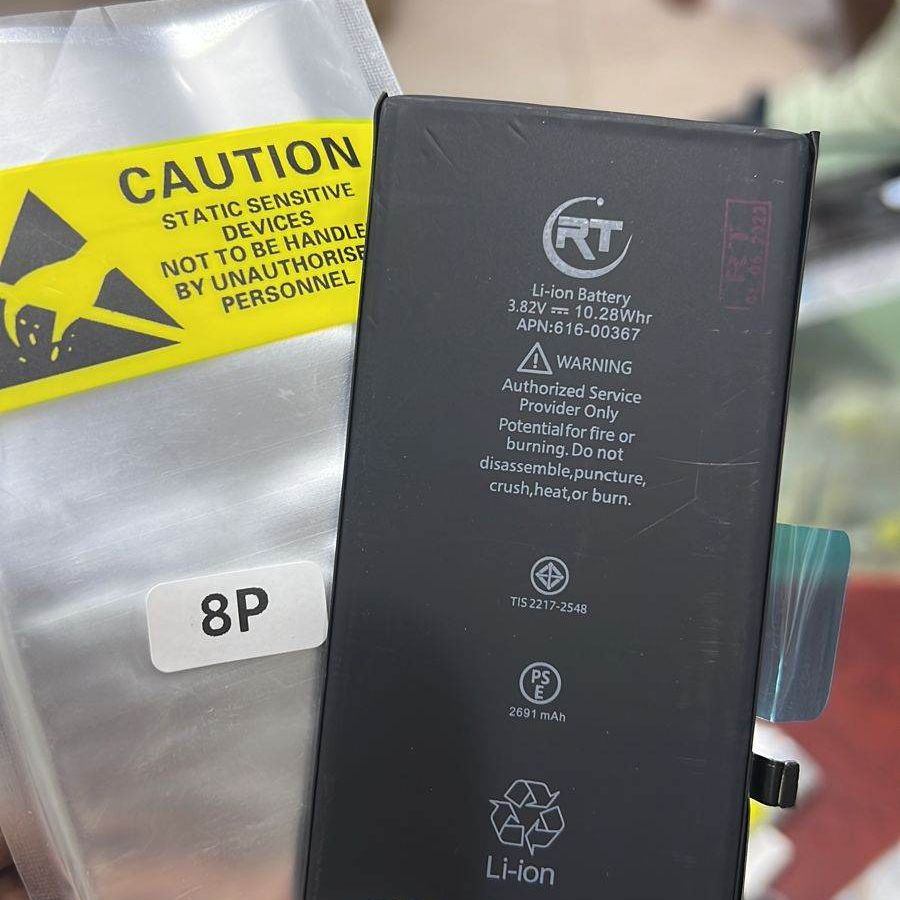 CAUTION
STATIC SENSITIVE
DEVICES
NOT TO BE HANDLE
BY UNAUTHORISE
PERSONNEL
8P
RT
Li-ion Battery
3.82V ⎓ 10.28Whr
APN:616-00367
WARNING
Authorized Service
Provider Only
Potential for fire or
burning. Do not
disassemble,puncture,
crush,heat,or burn.
TIS 2217-2548
PS
E
2691 mAh
Li-ion
RT